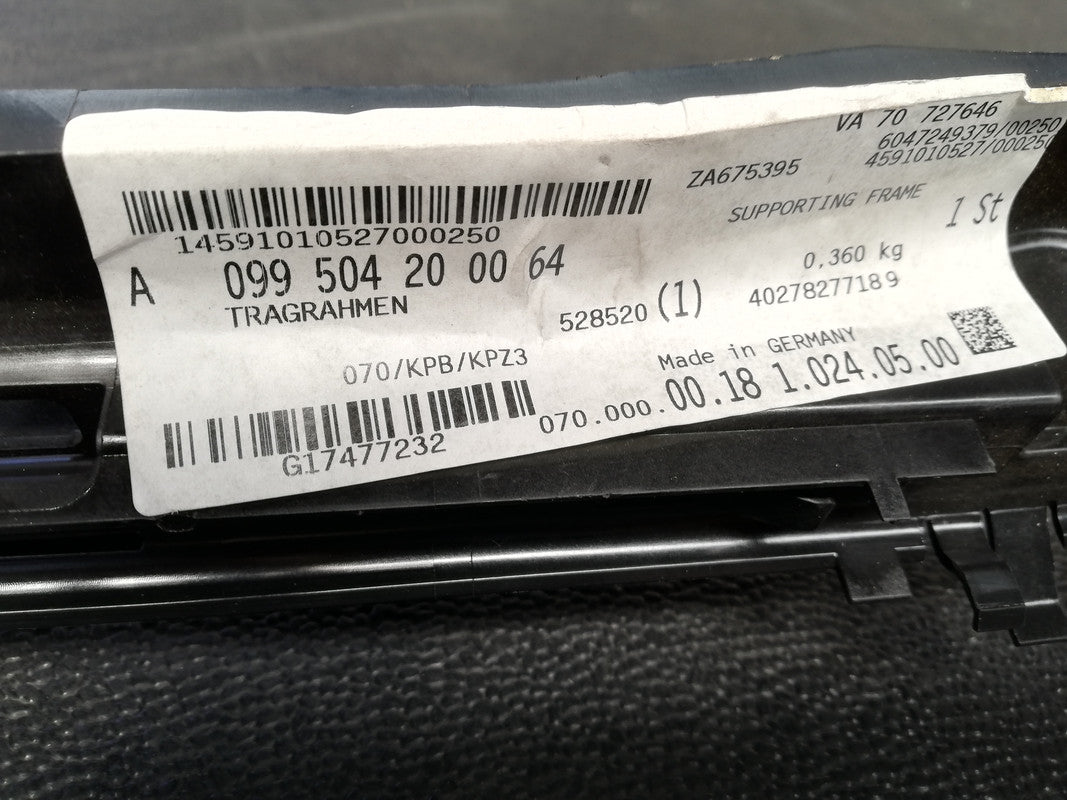 VA 70 727646
6047249379/00250
4591010527/000250
ZA675395
SUPPORTING FRAME
1 St
14591010527000250
A 099 504 20 00 64
TRAGRAHMEN
0,360 kg
528520 (1) 40278277189
070/KPB/KPZ3
Made in GERMANY
070.000.00.18 1.024.05.00
G17477232